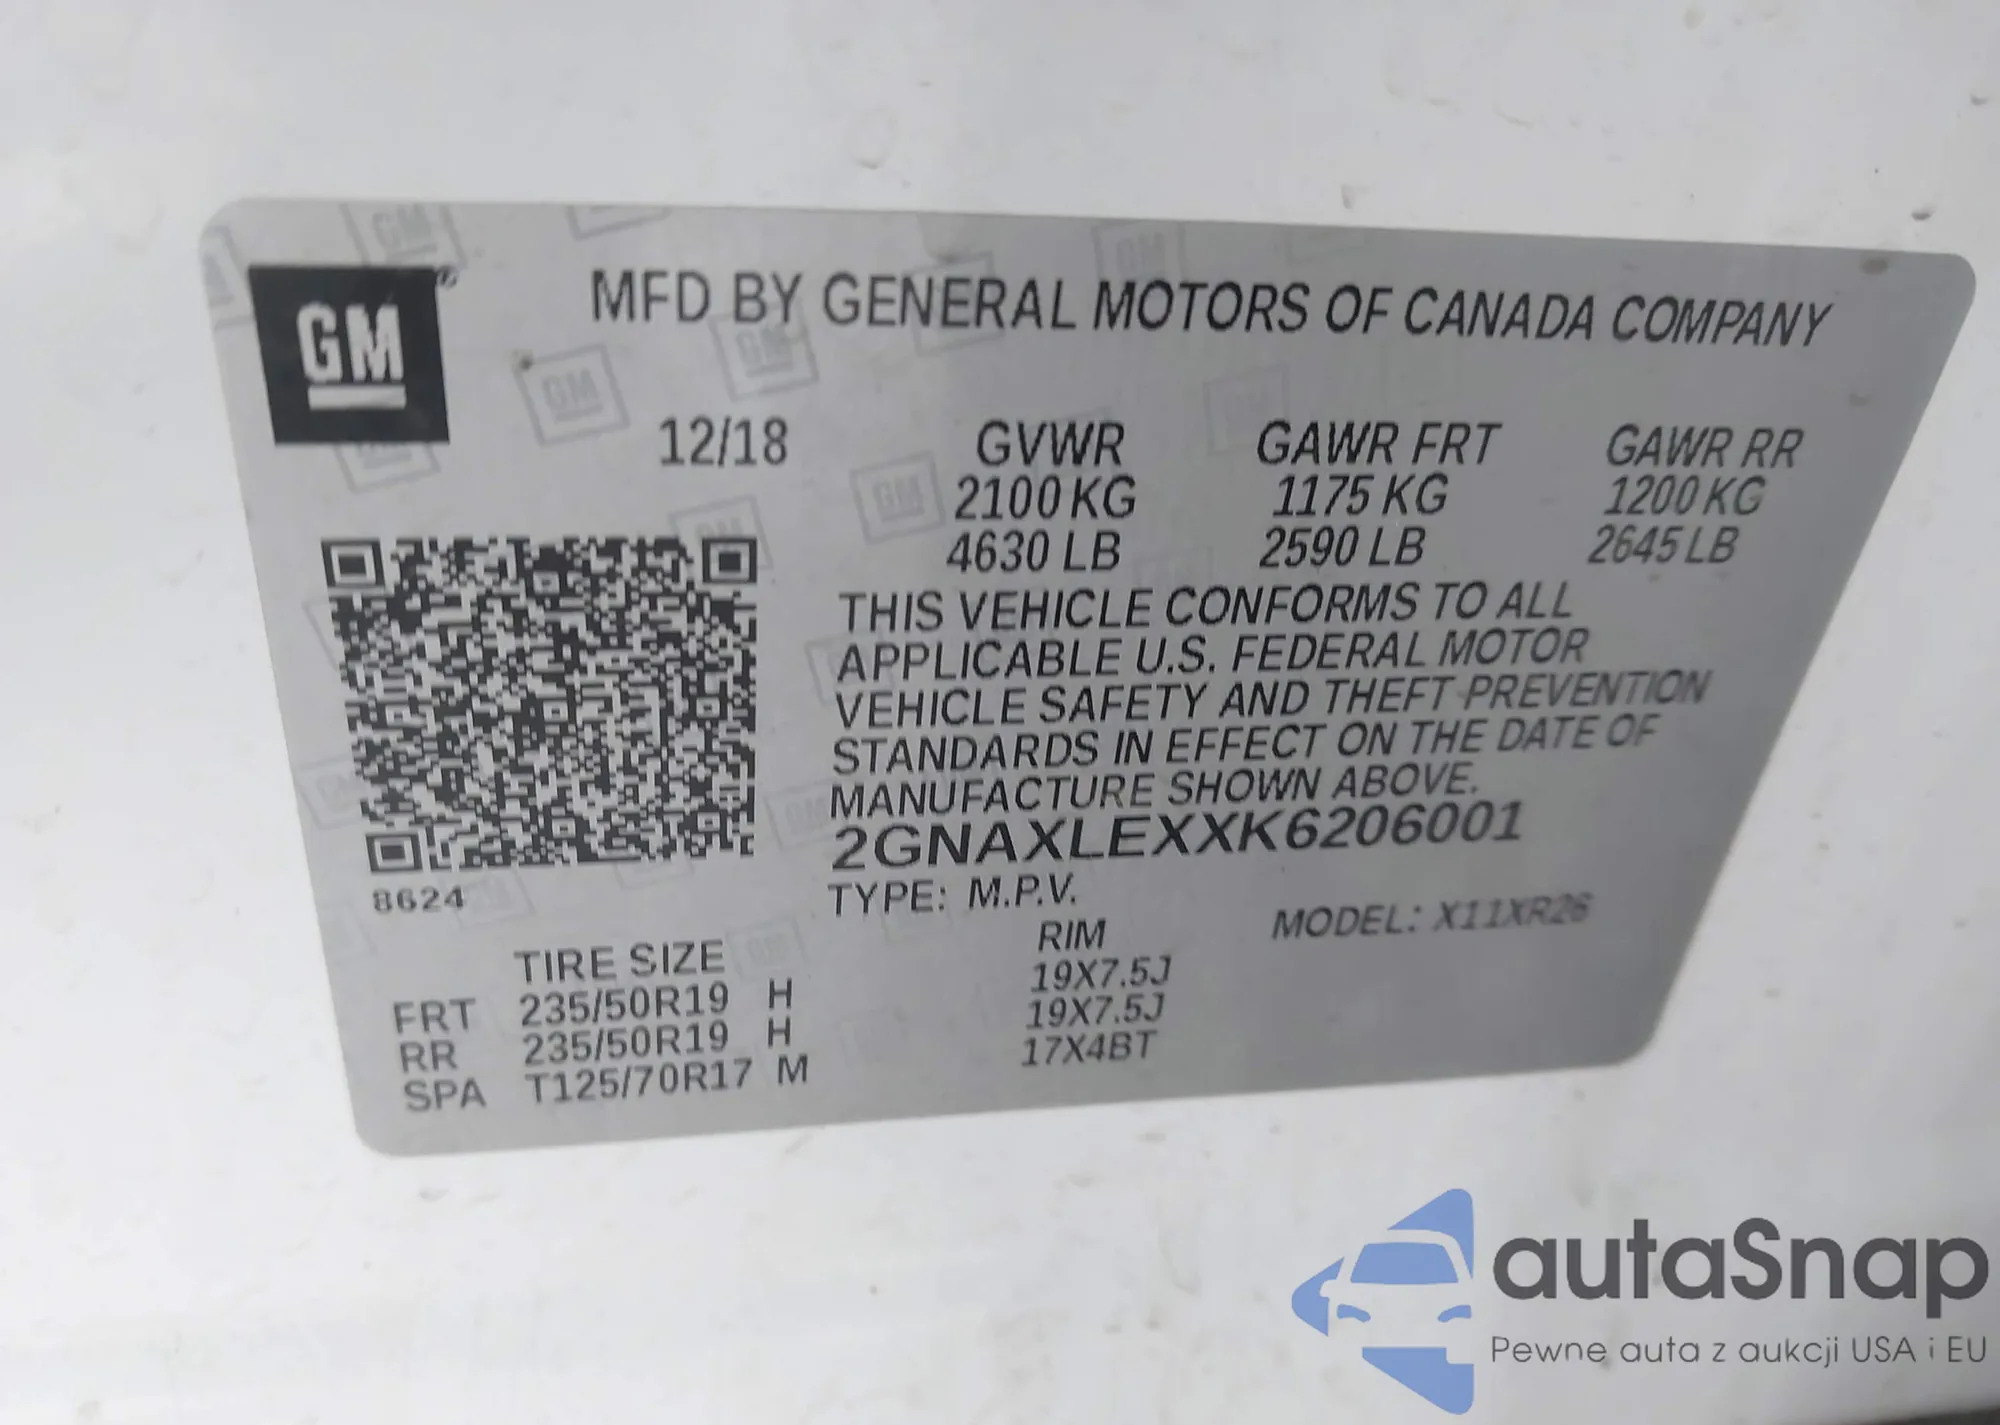 GM
MFD BY GENERAL MOTORS OF CANADA COMPANY
12/18 GVWR GAWR FRT GAWR RR
2100 KG 1175 KG 1200 KG
4630 LB 2590 LB 2645 LB
THIS VEHICLE CONFORMS TO ALL
APPLICABLE U.S. FEDERAL MOTOR
VEHICLE SAFETY AND THEFT PREVENTION
STANDARDS IN EFFECT ON THE DATE OF
MANUFACTURE SHOWN ABOVE.
2GNAXLEXXK6206001
8624
TYPE: M.P.V. MODEL: X11XR26
TIRE SIZE RIM
FRT 235/50R19 H 19X7.5J
RR 235/50R19 H 19X7.5J
SPA T125/70R17 M 17X4BT
autaSnap
Pewne auta z aukcji USA i EU